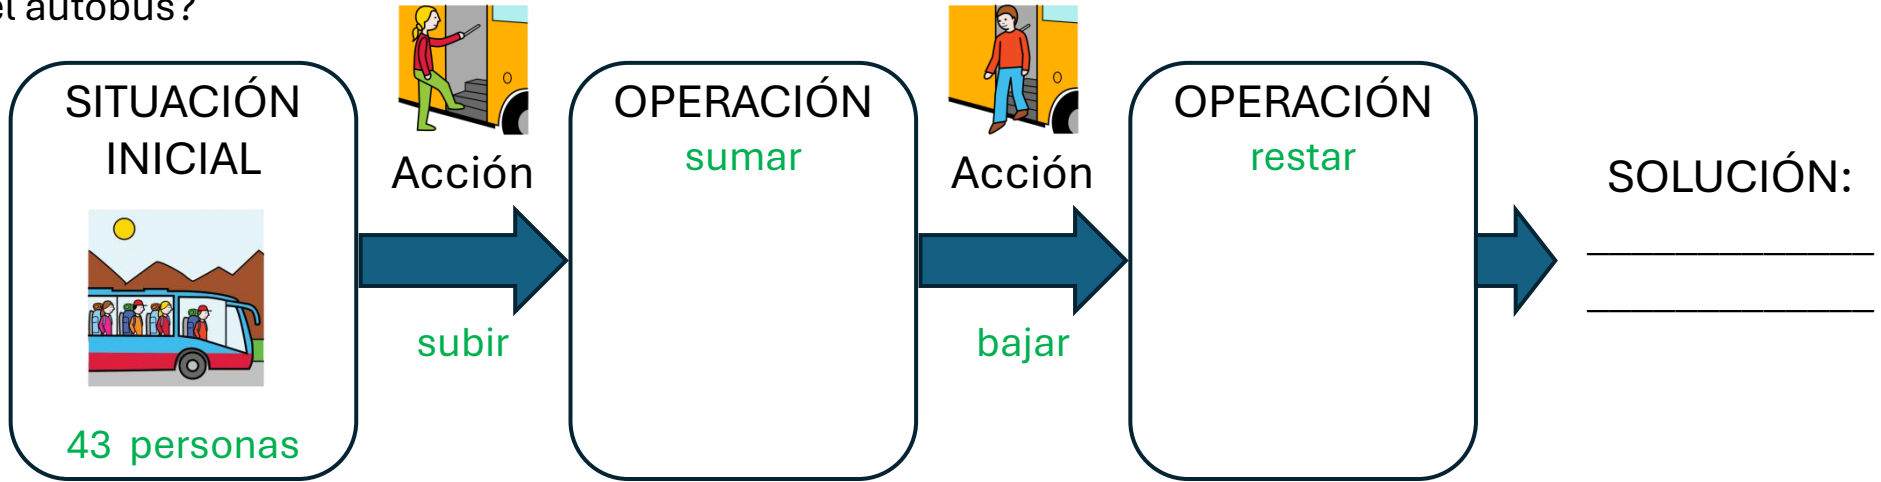 el autobús?
SITUACIÓN
INICIAL
43 personas
Acción
subir
OPERACIÓN
sumar
Acción
bajar
OPERACIÓN
restar
SOLUCIÓN: